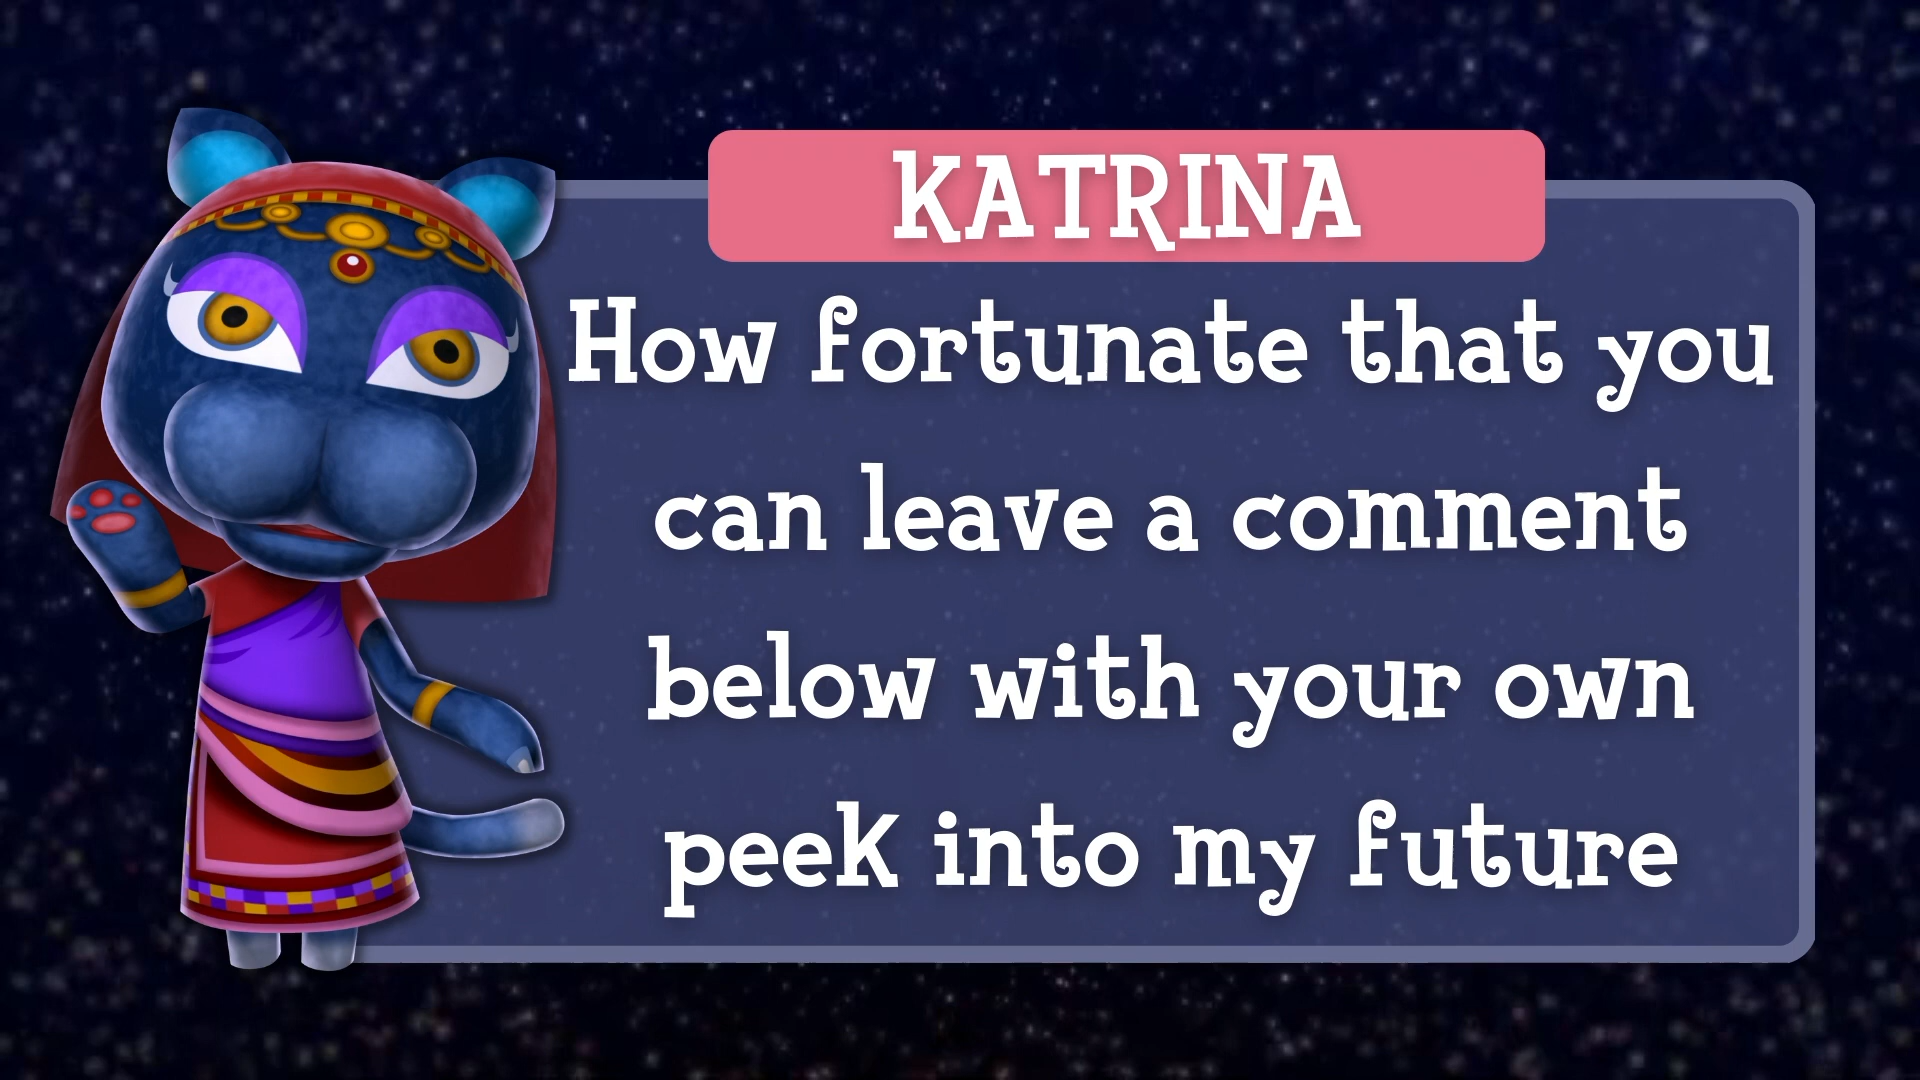 KATRINA
How fortunate that you
can leave a comment
below with your own
peek into my future